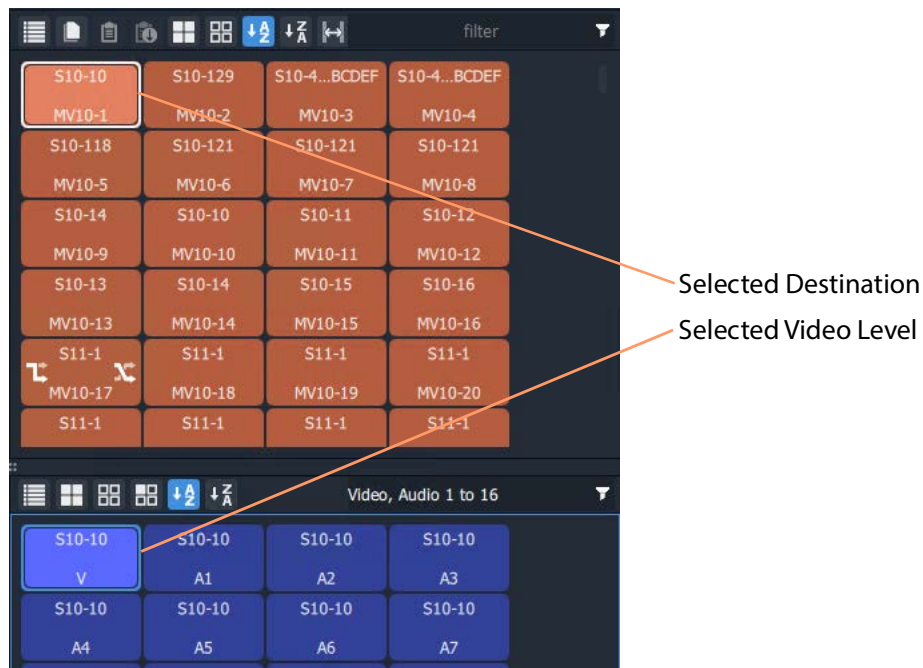 filter
S10-10 S10-129 S10-4...BCDEF S10-4...BCDEF
MV10-1 MV10-2 MV10-3 MV10-4
S10-118 S10-121 S10-121 S10-121
MV10-5 MV10-6 MV10-7 MV10-8
S10-14 S10-10 S10-11 S10-12
MV10-9 MV10-10 MV10-11 MV10-12
S10-13 S10-14 S10-15 S10-16
MV10-13 MV10-14 MV10-15 MV10-16
S11-1 S11-1 S11-1 S11-1
MV10-17 MV10-18 MV10-19 MV10-20
S11-1 S11-1 S11-1 S11-1
Selected Destination
Selected Video Level
Video, Audio 1 to 16
S10-10 S10-10 S10-10 S10-10
V A1 A2 A3
S10-10 S10-10 S10-10 S10-10
A4 A5 A6 A7